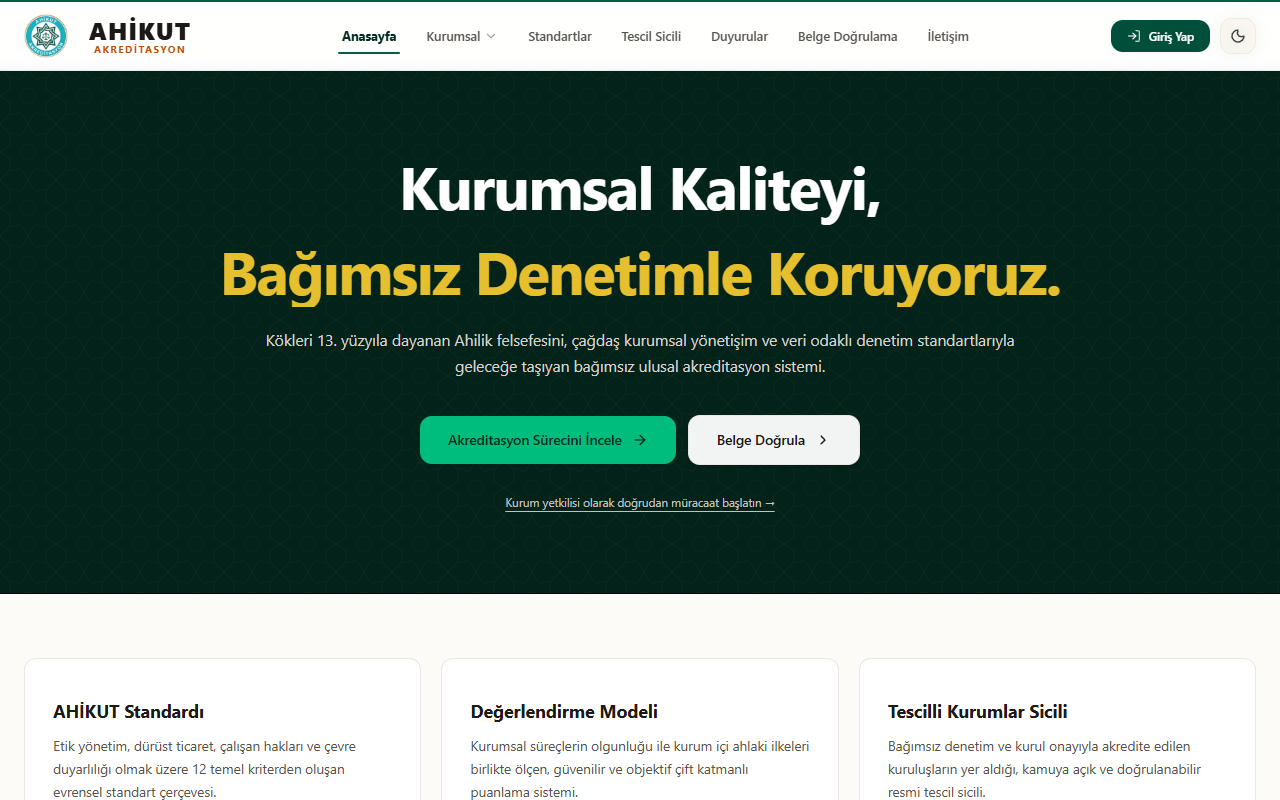 AHİKUT
AKREDİTASYON
Anasayfa
Kurumsal
Standartlar
Tescil Sicili
Duyurular
Belge Doğrulama
İletişim
Giriş Yap
Kurumsal Kaliteyi,
Bağımsız Denetimle Koruyoruz.
Kökleri 13. yüzyıla dayanan Ahilik felsefesini, çağdaş kurumsal yönetişim ve veri odaklı denetim standartlarıyla
geleceğe taşıyan bağımsız ulusal akreditasyon sistemi.
Akreditasyon Sürecini İncele →
Belge Doğrula
Kurum yetkilisi olarak doğrudan müracaat başlatın →
AHİKUT Standardı
Etik yönetim, dürüst ticaret, çalışan hakları ve çevre
duyarlılığı olmak üzere 12 temel kriterden oluşan
evrensel standart çerçevesi.
Değerlendirme Modeli
Kurumsal süreçlerin olgunluğu ile kurum içi ahlaki ilkeleri
birlikte ölçen, güvenilir ve objektif çift katmanlı
puanlama sistemi.
Tescilli Kurumlar Sicili
Bağımsız denetim ve kurul onayıyla akredite edilen
kuruluşların yer aldığı, kamuya açık ve doğrulanabilir
resmi tescil sicili.